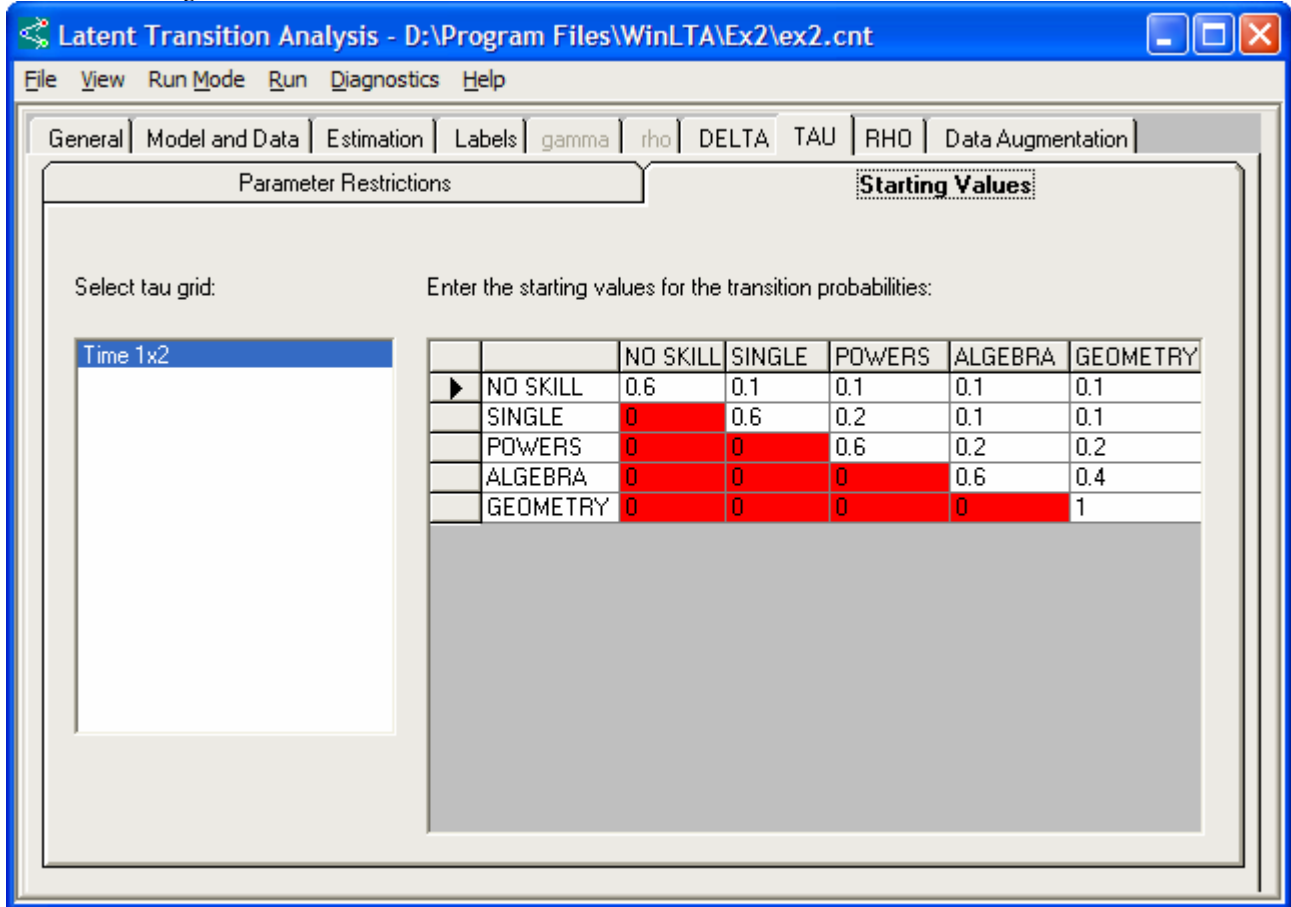 Latent Transition Analysis - D:\Program Files\WinLTA\Ex2\ex2.cnt
File View Run Mode Run Diagnostics Help
General Model and Data Estimation Labels gamma rho DELTA TAU RHO Data Augmentation
Parameter Restrictions Starting Values
Select tau grid: Enter the starting values for the transition probabilities:
Time 1x2
NO SKILL SINGLE POWERS ALGEBRA GEOMETRY
NO SKILL 0.6 0.1 0.1 0.1 0.1
SINGLE 0 0.6 0.2 0.1 0.1
POWERS 0 0 0.6 0.2 0.2
ALGEBRA 0 0 0 0.6 0.4
GEOMETRY 0 0 0 0 1